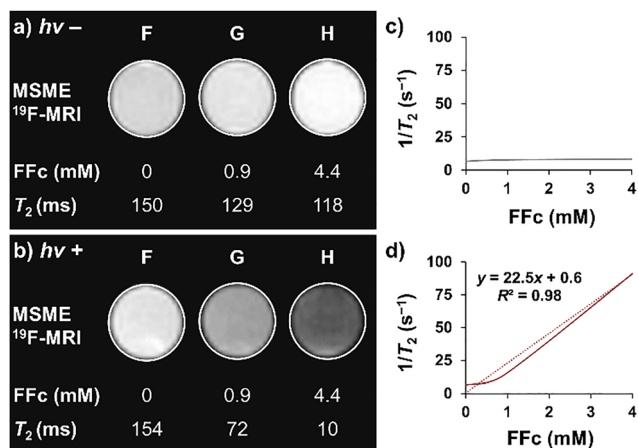 a) hv –
F G H
MSME
¹⁹F-MRI
FFc (mM) 0 0.9 4.4
T₂ (ms) 150 129 118
b) hv +
F G H
MSME
¹⁹F-MRI
FFc (mM) 0 0.9 4.4
T₂ (ms) 154 72 10
c)
1/T₂ (s⁻¹)
100
75
50
25
0
0 1 2 3 4
FFc (mM)
d)
1/T₂ (s⁻¹)
100
75
50
25
0
y = 22.5x + 0.6
R² = 0.98
0 1 2 3 4
FFc (mM)